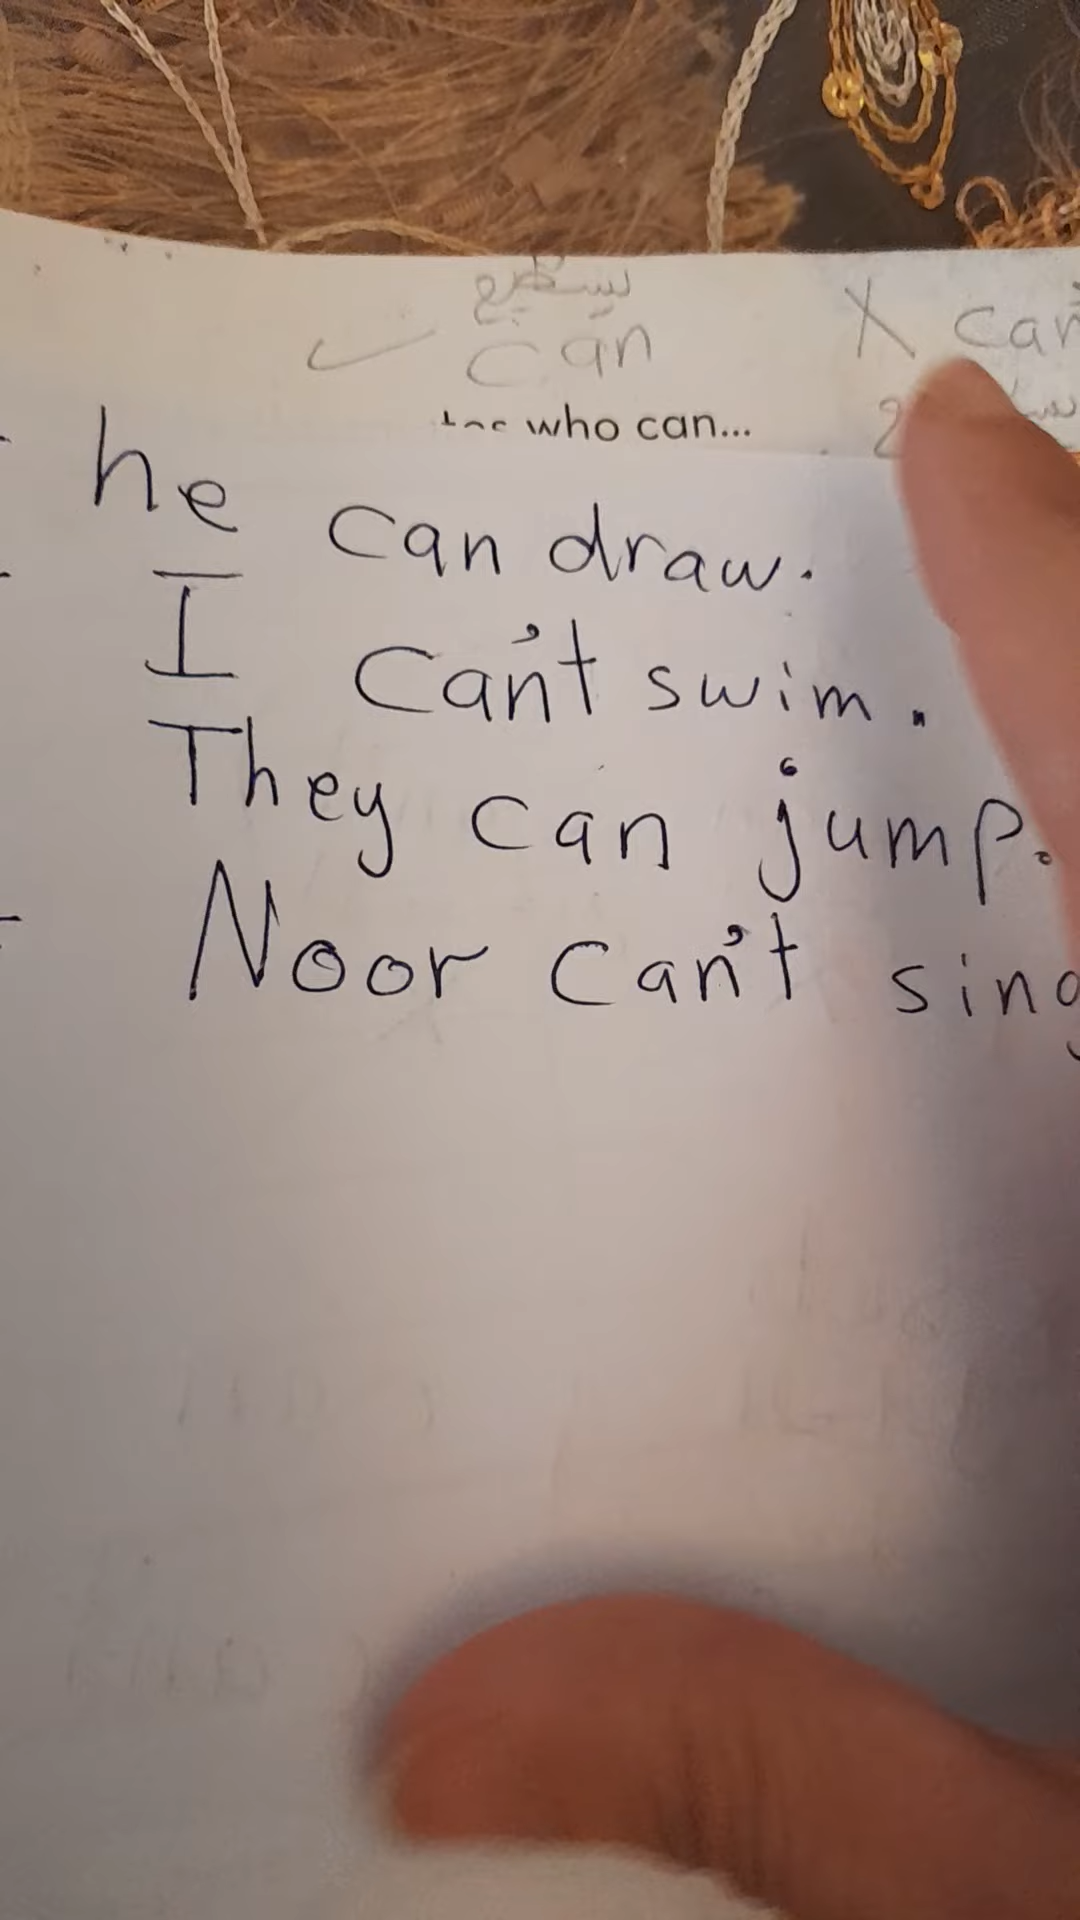 يستطيع
✓ can X can
who can...
he can draw.
I can't swim.
They can jump.
Noor can't sing